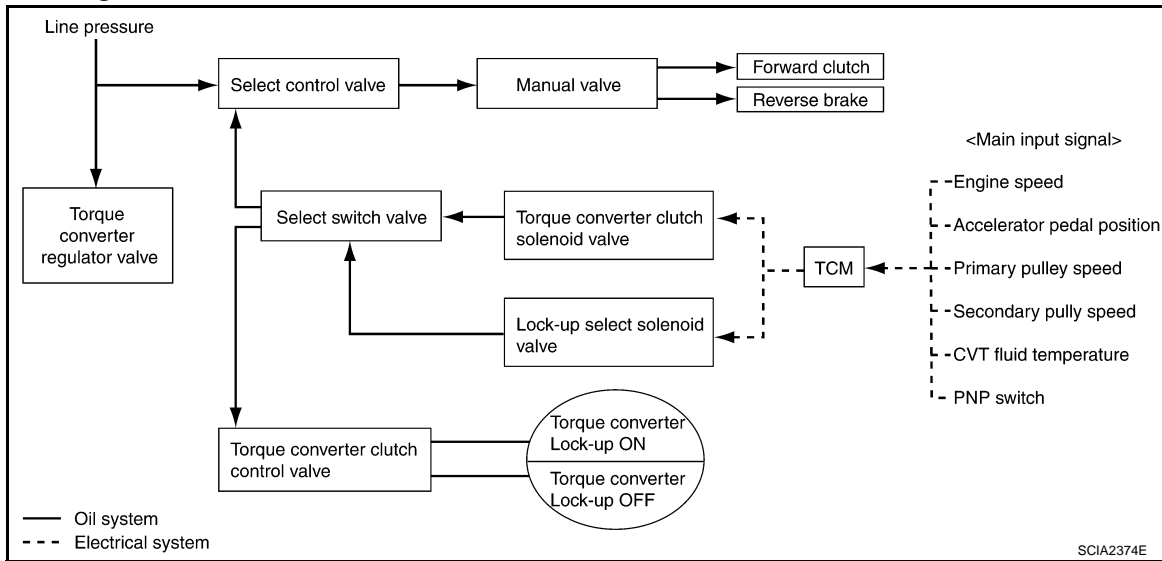 Line pressure
Select control valve
Manual valve
Forward clutch
Reverse brake
<Main input signal>
Engine speed
Accelerator pedal position
Primary pulley speed
Secondary pully speed
CVT fluid temperature
PNP switch
Torque
converter
regulator valve
Select switch valve
Torque converter clutch
solenoid valve
TCM
Lock-up select solenoid
valve
Torque converter clutch
control valve
Torque converter
Lock-up ON
Torque converter
Lock-up OFF
Oil system
Electrical system
SCIA2374E